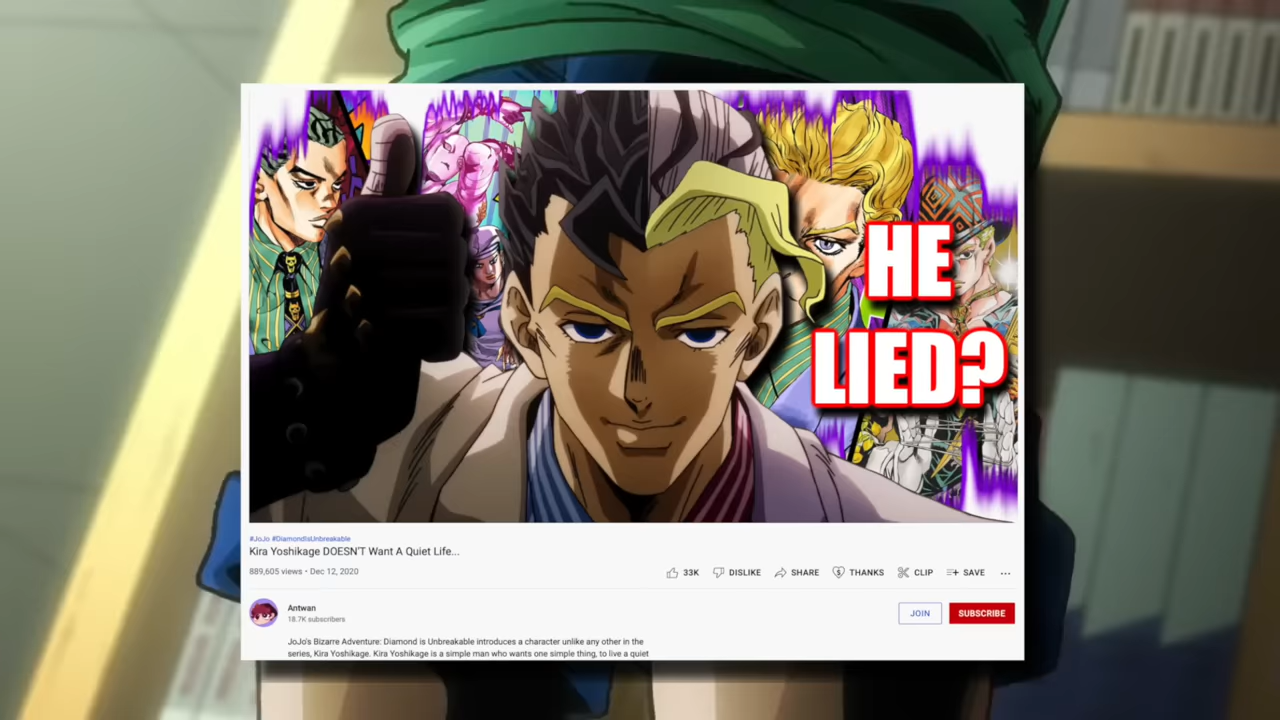 HE
LIED?
#JoJo #DiamondIsUnbreakable
Kira Yoshikage DOESN'T Want A Quiet Life...
889,605 views • Dec 12, 2020
33K DISLIKE SHARE THANKS CLIP SAVE ...
Antwan
18.7K subscribers
JOIN SUBSCRIBE
JoJo's Bizarre Adventure: Diamond is Unbreakable introduces a character unlike any other in the
series, Kira Yoshikage. Kira Yoshikage is a simple man who wants one simple thing, to live a quiet